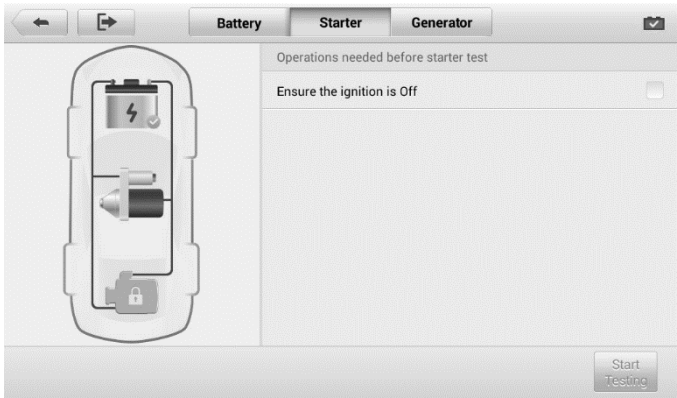 Battery Starter Generator
Operations needed before starter test
Ensure the ignition is Off
Start
Testing